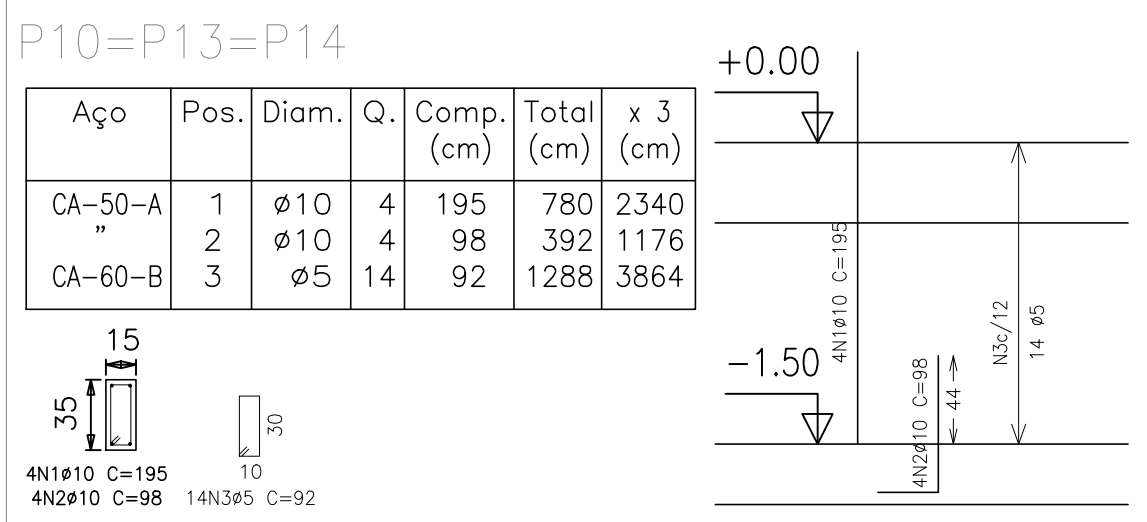 P10=P13=P14
Aço Pos. Diam. Q. Comp. (cm) Total (cm) x 3 (cm)
CA-50-A 1 ø10 4 195 780 2340
" 2 ø10 4 98 392 1176
CA-60-B 3 ø5 14 92 1288 3864
15
35
4N1ø10 C=195
4N2ø10 C=98
30
10
14N3ø5 C=92
+0.00
-1.50
4N1ø10 C=195
4N2ø10 C=98
44
N3c/12
14 ø5